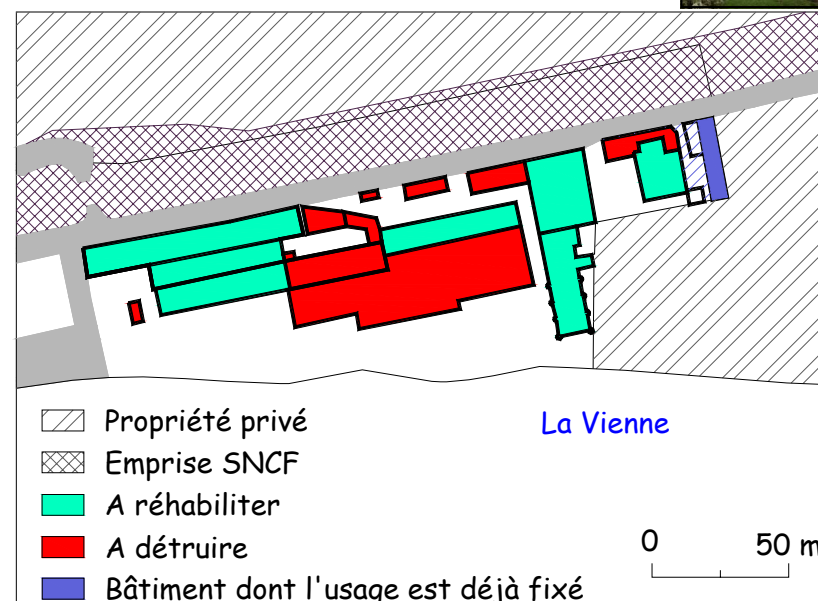 Propriété privé
La Vienne
Emprise SNCF
A réhabiliter
A détruire
0 50 m
Bâtiment dont l'usage est déjà fixé